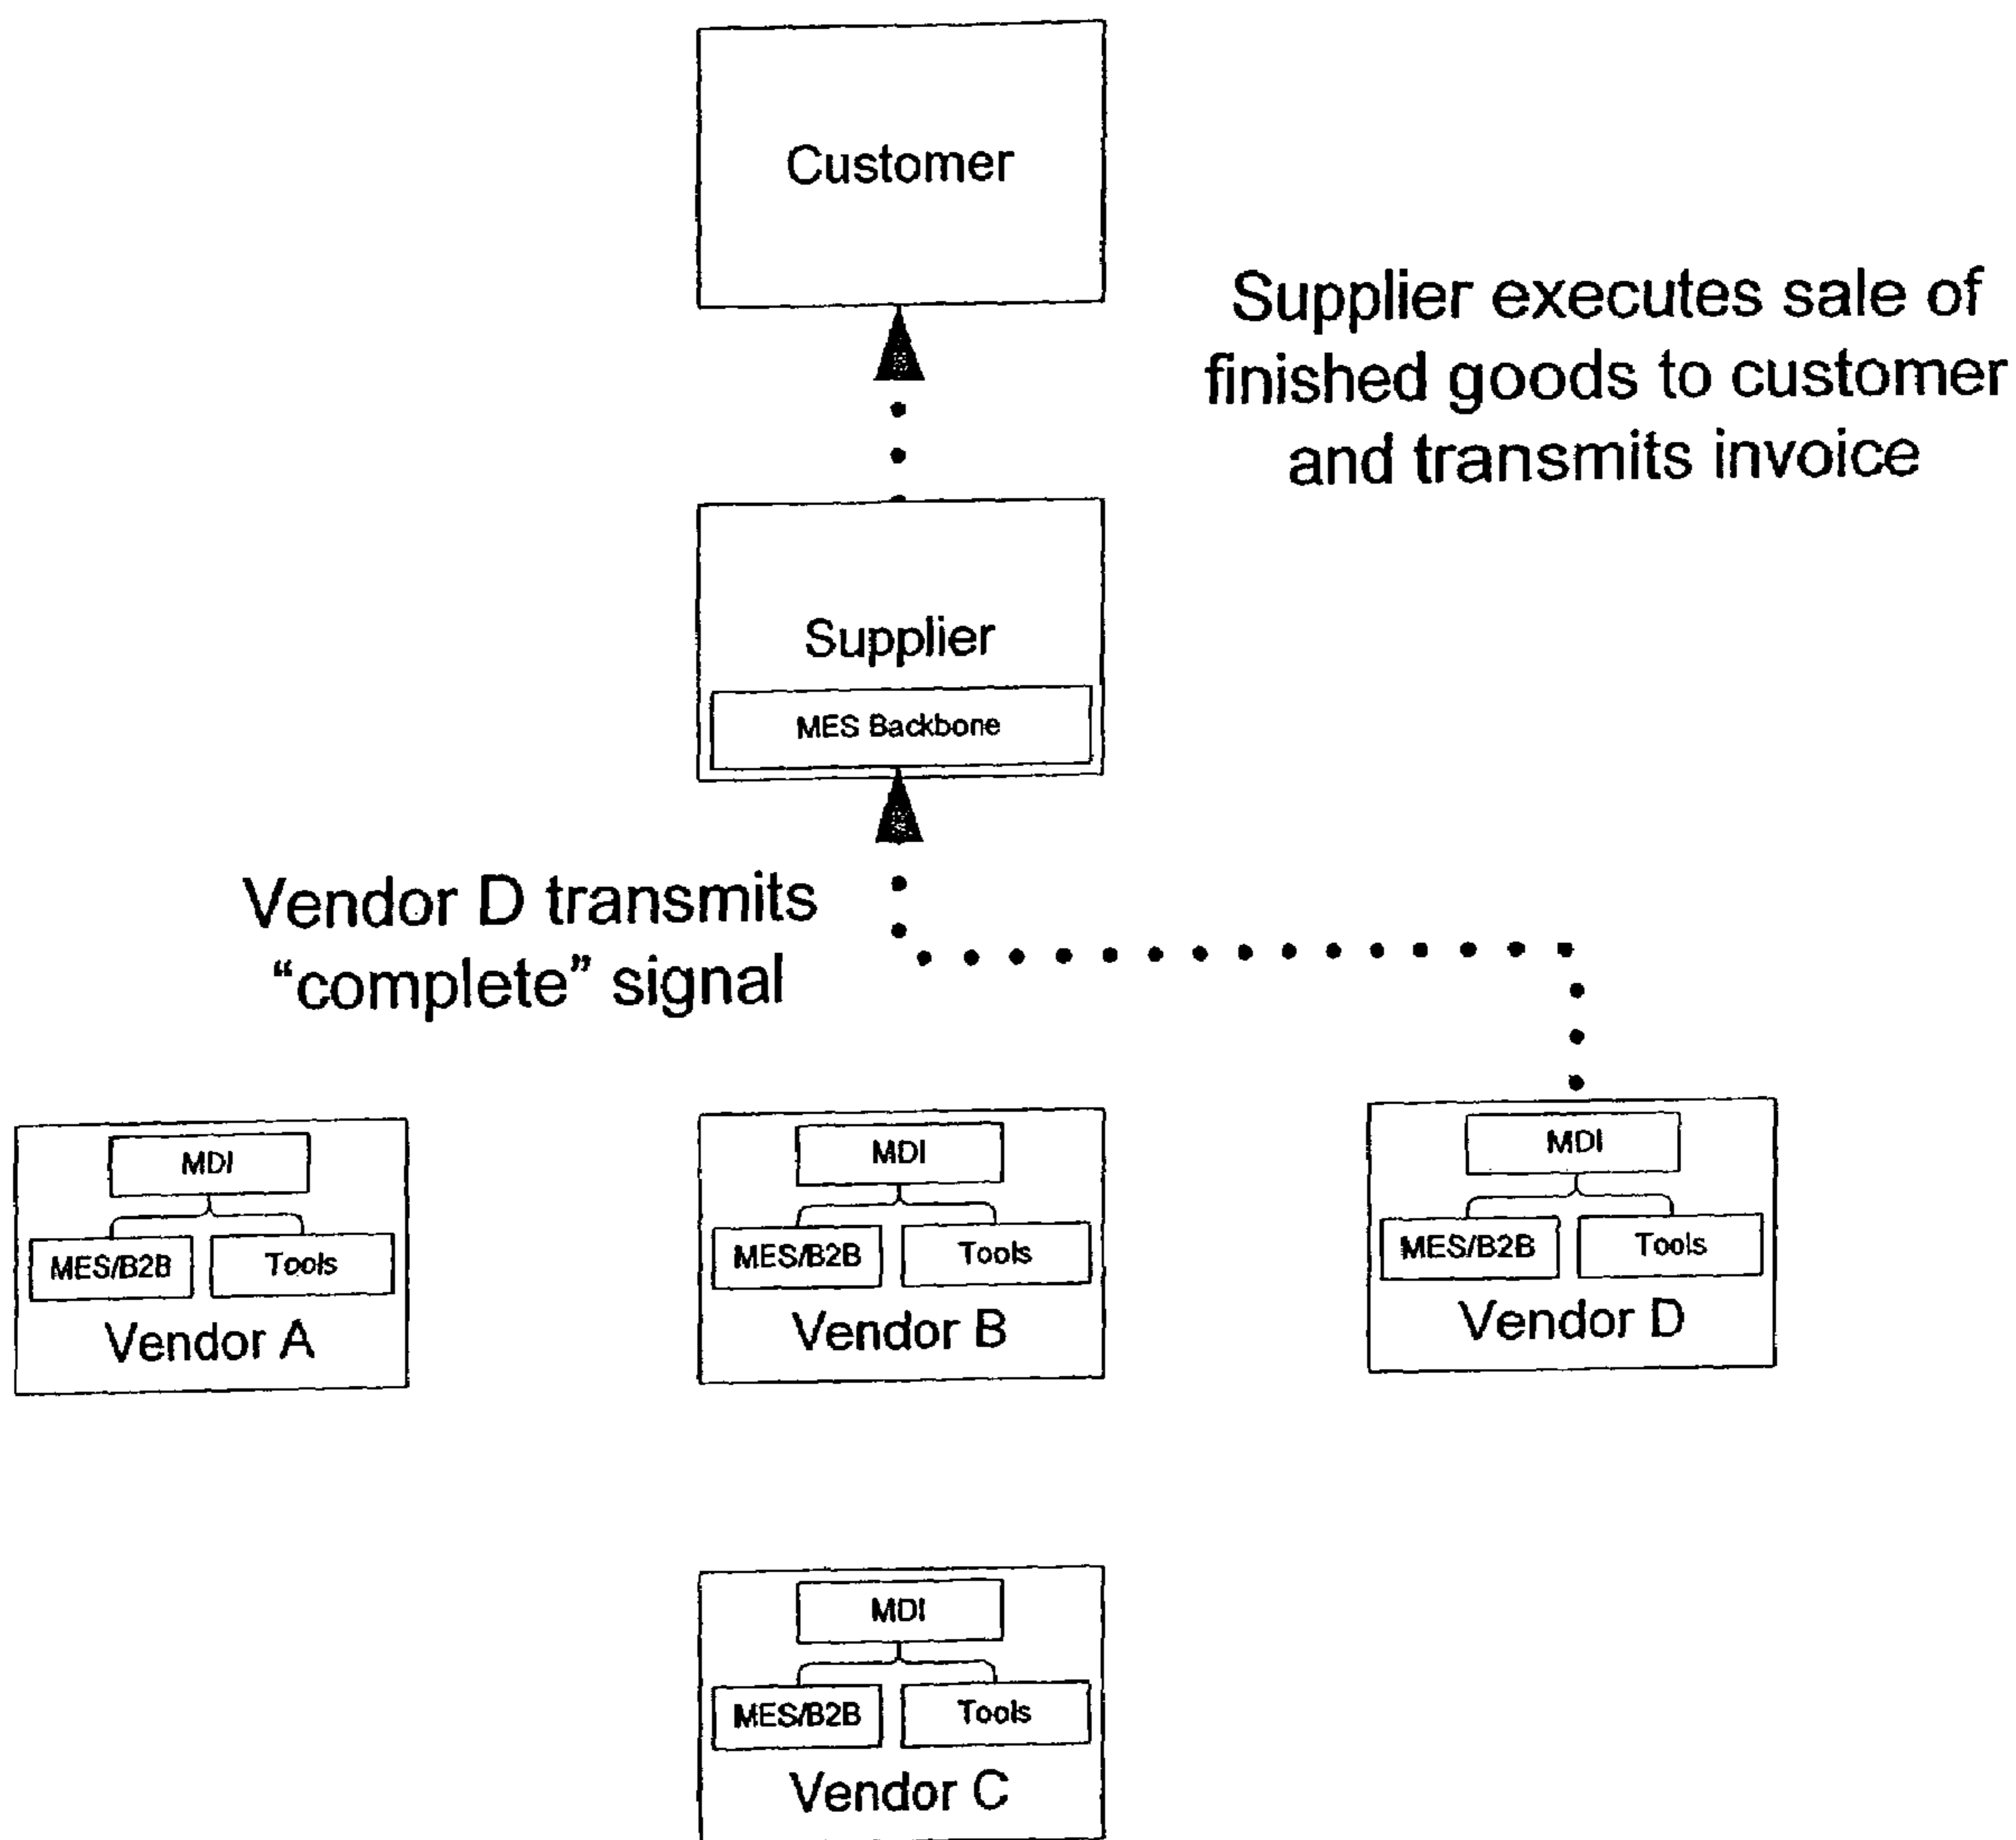 Customer
Supplier executes sale of
finished goods to customer
and transmits invoice
Supplier
MES Backbone
Vendor D transmits
“complete” signal
MDI
MES/B2B
Tools
Vendor A
MDI
MES/B2B
Tools
Vendor B
MDI
MES/B2B
Tools
Vendor D
MDI
MES/B2B
Tools
Vendor C